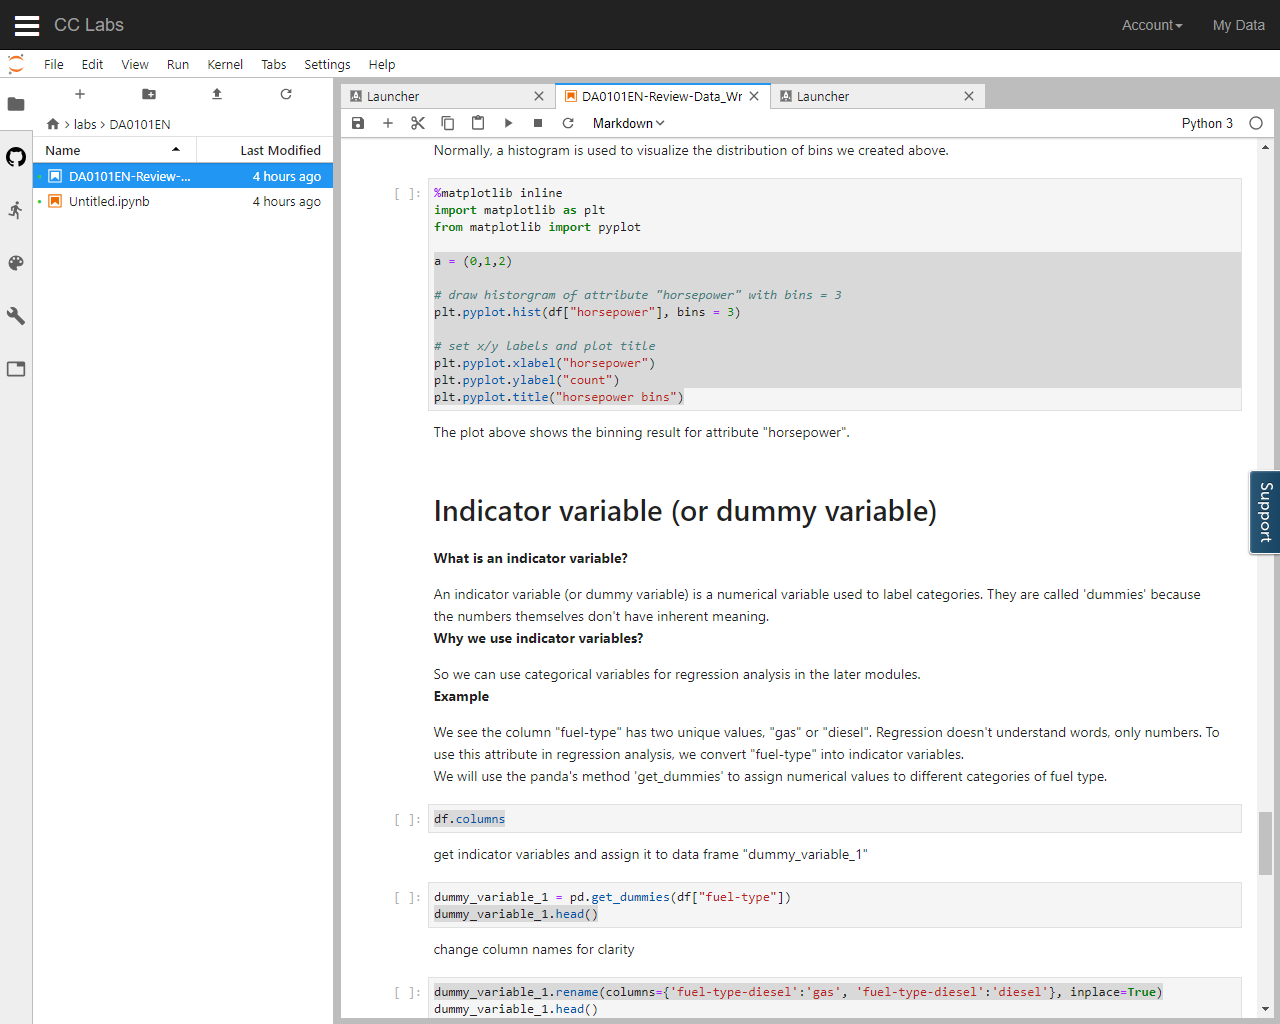 CC Labs
Account
My Data
File Edit View Run Kernel Tabs Settings Help
labs > DA0101EN
Name Last Modified
DA0101EN-Review-... 4 hours ago
Untitled.ipynb 4 hours ago
Launcher
DA0101EN-Review-Data_Wr
Launcher
Markdown
Python 3
Normally, a histogram is used to visualize the distribution of bins we created above.
[ ]:
%matplotlib inline
import matplotlib as plt
from matplotlib import pyplot
a = (0,1,2)
# draw historgram of attribute "horsepower" with bins = 3
plt.pyplot.hist(df["horsepower"], bins = 3)
# set x/y labels and plot title
plt.pyplot.xlabel("horsepower")
plt.pyplot.ylabel("count")
plt.pyplot.title("horsepower bins")
The plot above shows the binning result for attribute "horsepower".
Indicator variable (or dummy variable)
What is an indicator variable?
An indicator variable (or dummy variable) is a numerical variable used to label categories. They are called 'dummies' because
the numbers themselves don't have inherent meaning.
Why we use indicator variables?
So we can use categorical variables for regression analysis in the later modules.
Example
We see the column "fuel-type" has two unique values, "gas" or "diesel". Regression doesn't understand words, only numbers. To
use this attribute in regression analysis, we convert "fuel-type" into indicator variables.
We will use the panda's method 'get_dummies' to assign numerical values to different categories of fuel type.
[ ]:
df.columns
get indicator variables and assign it to data frame "dummy_variable_1"
[ ]:
dummy_variable_1 = pd.get_dummies(df["fuel-type"])
dummy_variable_1.head()
change column names for clarity
[ ]:
dummy_variable_1.rename(columns={'fuel-type-diesel':'gas', 'fuel-type-diesel':'diesel'}, inplace=True)
dummy_variable_1.head()
Support